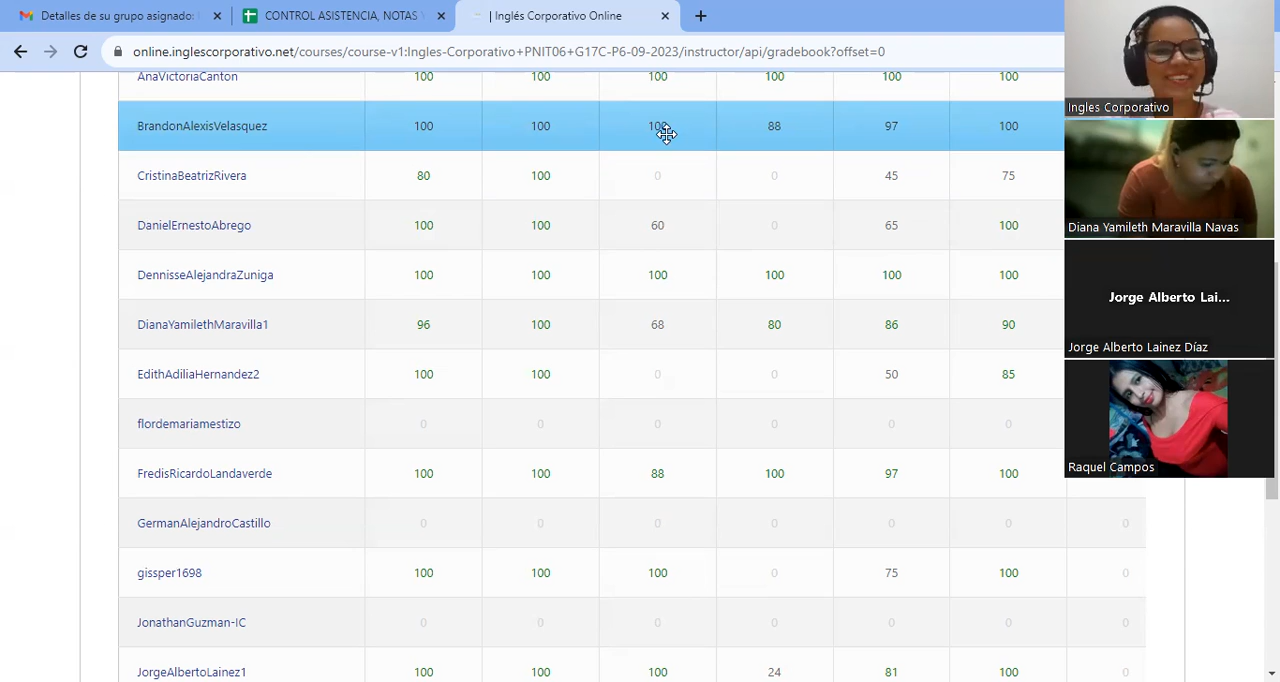 Detalles de su grupo asignado:
CONTROL ASISTENCIA, NOTAS Y
| Inglés Corporativo Online
online.inglescorporativo.net/courses/course-v1:Ingles-Corporativo+PNIT06+G17C-P6-09-2023/instructor/api/gradebook?offset=0
AnaVictoriaCanton 100 100 100 100 100 100
BrandonAlexisVelasquez 100 100 100 88 97 100
CristinaBeatrizRivera 80 100 0 0 45 75
DanielErnestoAbrego 100 100 60 0 65 100
DennisseAlejandraZuniga 100 100 100 100 100 100
DianaYamilethMaravilla1 96 100 68 80 86 90
EdithAdiliaHernandez2 100 100 0 0 50 85
flordemariamestizo 0 0 0 0 0 0
FredisRicardoLandaverde 100 100 88 100 97 100
GermanAlejandroCastillo 0 0 0 0 0 0 0
gissper1698 100 100 100 0 75 100 0
JonathanGuzman-IC 0 0 0 0 0 0 0
JorgeAlbertoLainez1 100 100 100 24 81 100 0
Ingles Corporativo
Diana Yamileth Maravilla Navas
Jorge Alberto Lai...
Jorge Alberto Lainez Díaz
Raquel Campos